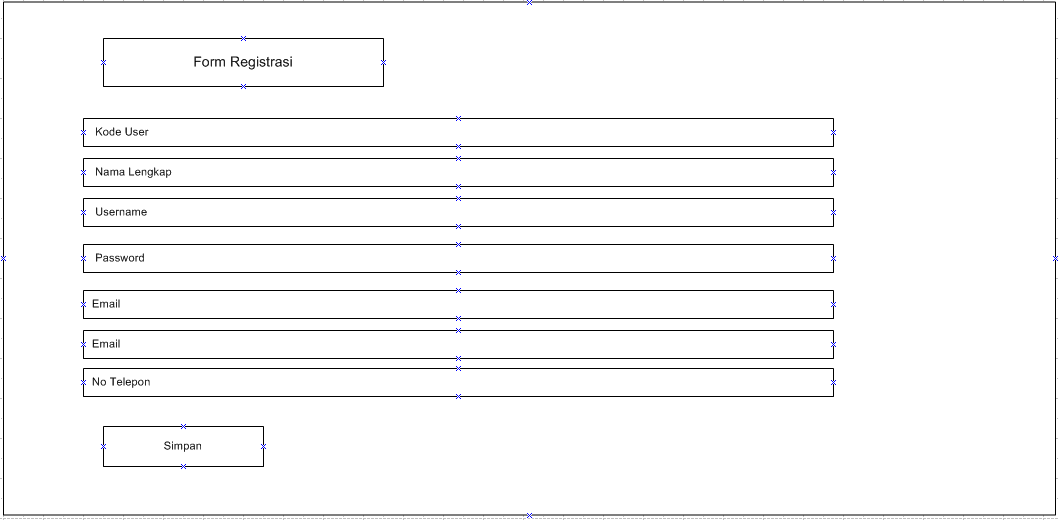 Form Registrasi
Kode User
Nama Lengkap
Username
Password
Email
Email
No Telepon
Simpan